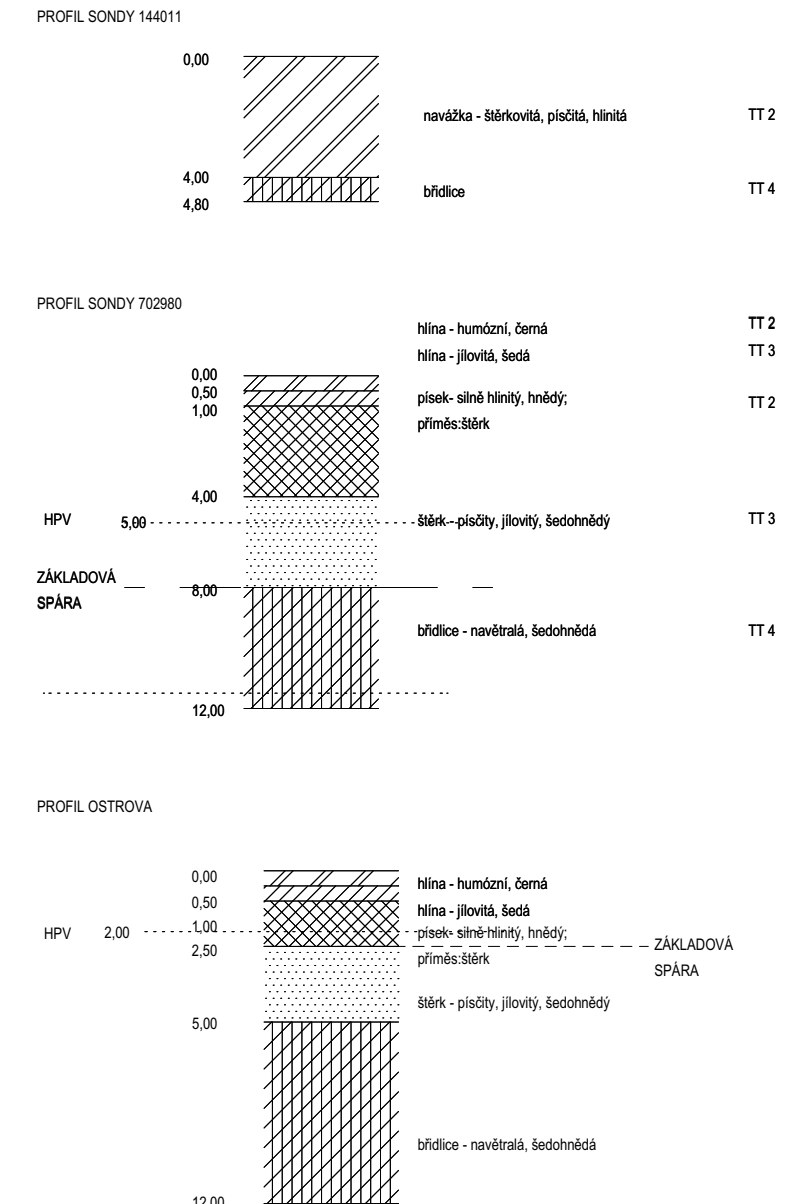 PROFIL SONDY 144011
0,00
navážka - štěrkovitá, písčitá, hlinitá TT 2
4,00
břidlice TT 4
4,80
PROFIL SONDY 702980
hlína - humózní, černá TT 2
hlína - jílovitá, šedá TT 3
0,00
0,50
písek- silně hlinitý, hnědý; TT 2
1,00
příměs:štěrk
4,00
HPV 5,00 štěrk - písčity, jílovitý, šedohnědý TT 3
ZÁKLADOVÁ
SPÁRA
8,00
břidlice - navětralá, šedohnědá TT 4
12,00
PROFIL OSTROVA
0,00
hlína - humózní, černá
0,50
hlína - jílovitá, šedá
1,00
HPV 2,00 písek- silně hlinitý, hnědý;
2,50
ZÁKLADOVÁ
SPÁRA
příměs:štěrk
štěrk - písčity, jílovitý, šedohnědý
5,00
břidlice - navětralá, šedohnědá
12,00